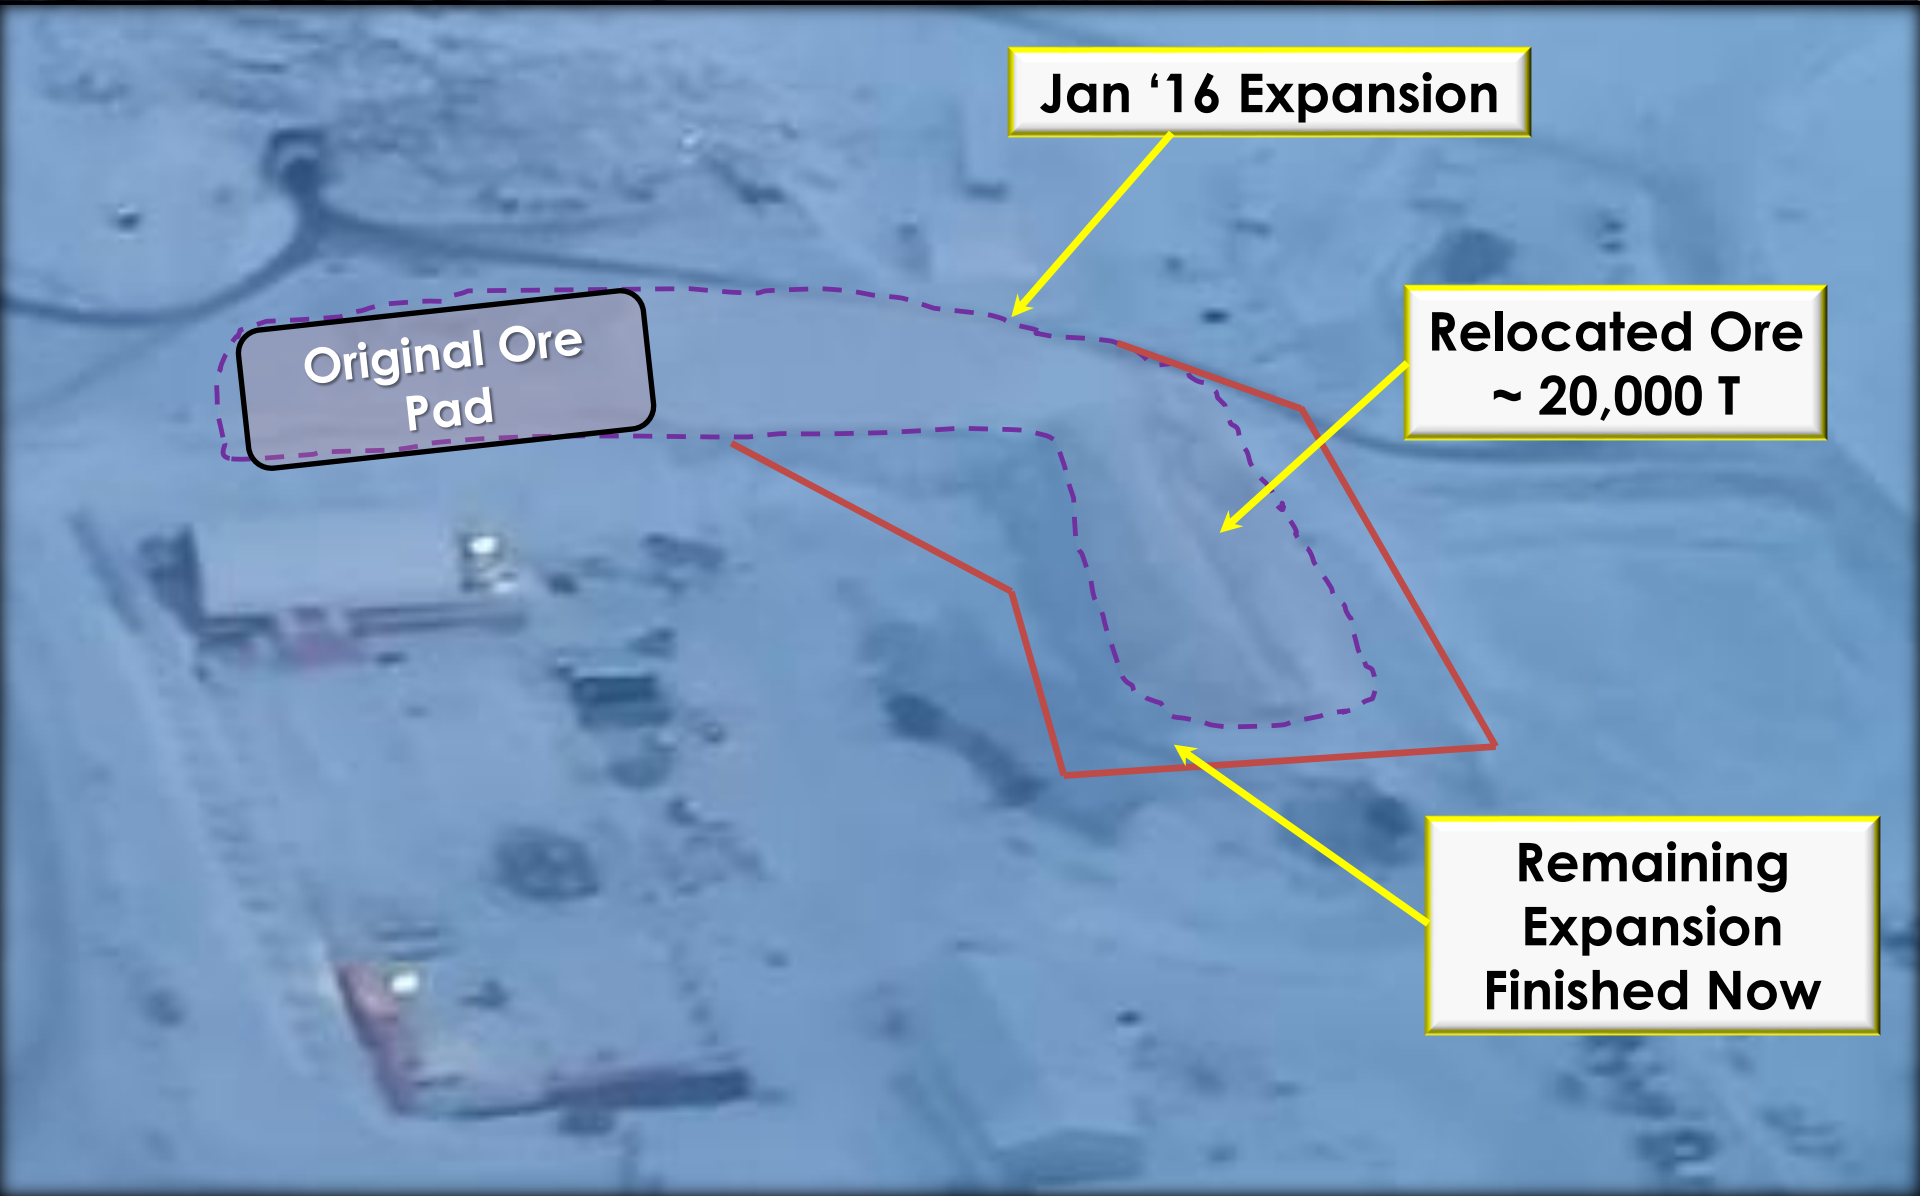 Jan ‘16 Expansion
Original Ore
Pad
Relocated Ore
~ 20,000 T
Remaining
Expansion
Finished Now